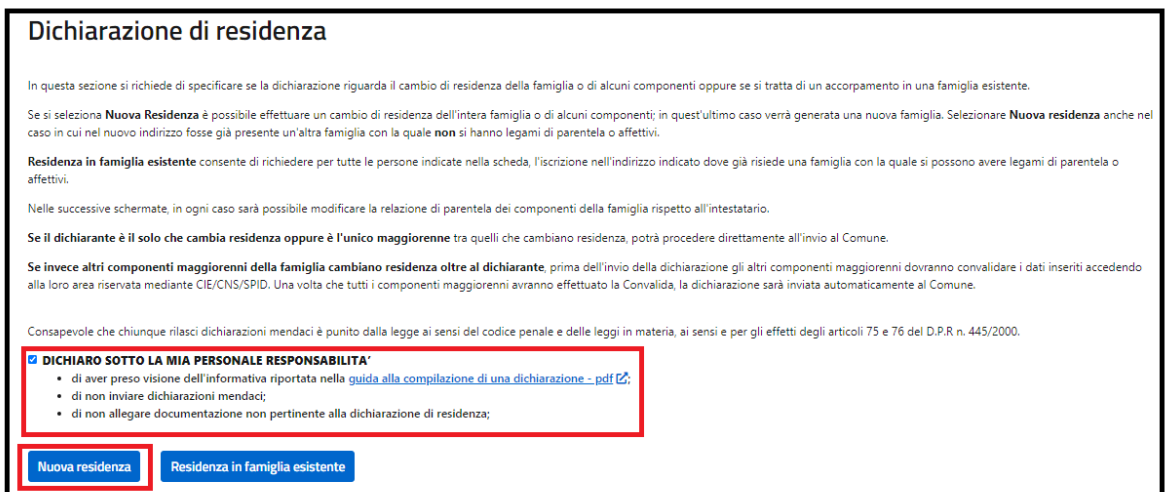 Dichiarazione di residenza
In questa sezione si richiede di specificare se la dichiarazione riguarda il cambio di residenza della famiglia o di alcuni componenti oppure se si tratta di un accorpamento in una famiglia esistente.
Se si seleziona Nuova Residenza è possibile effettuare un cambio di residenza dell'intera famiglia o di alcuni componenti; in quest'ultimo caso verrà generata una nuova famiglia. Selezionare Nuova residenza anche nel
caso in cui nel nuovo indirizzo fosse già presente un'altra famiglia con la quale non si hanno legami di parentela o affettivi.
Residenza in famiglia esistente consente di richiedere per tutte le persone indicate nella scheda, l'iscrizione nell'indirizzo indicato dove già risiede una famiglia con la quale si possono avere legami di parentela o
affettivi.
Nelle successive schermate, in ogni caso sarà possibile modificare la relazione di parentela dei componenti della famiglia rispetto all'intestatario.
Se il dichiarante è il solo che cambia residenza oppure è l'unico maggiorenne tra quelli che cambiano residenza, potrà procedere direttamente all'invio al Comune.
Se invece altri componenti maggiorenni della famiglia cambiano residenza oltre al dichiarante, prima dell'invio della dichiarazione gli altri componenti maggiorenni dovranno convalidare i dati inseriti accedendo
alla loro area riservata mediante CIE/CNS/SPID. Una volta che tutti i componenti maggiorenni avranno effettuato la Convalida, la dichiarazione sarà inviata automaticamente al Comune.
Consapevole che chiunque rilasci dichiarazioni mendaci è punito dalla legge ai sensi del codice penale e delle leggi in materia, ai sensi e per gli effetti degli articoli 75 e 76 del D.P.R n. 445/2000.
DICHIARO SOTTO LA MIA PERSONALE RESPONSABILITA'
• di aver preso visione dell'informativa riportata nella guida alla compilazione di una dichiarazione - pdf;
• di non inviare dichiarazioni mendaci;
• di non allegare documentazione non pertinente alla dichiarazione di residenza;
Nuova residenza
Residenza in famiglia esistente